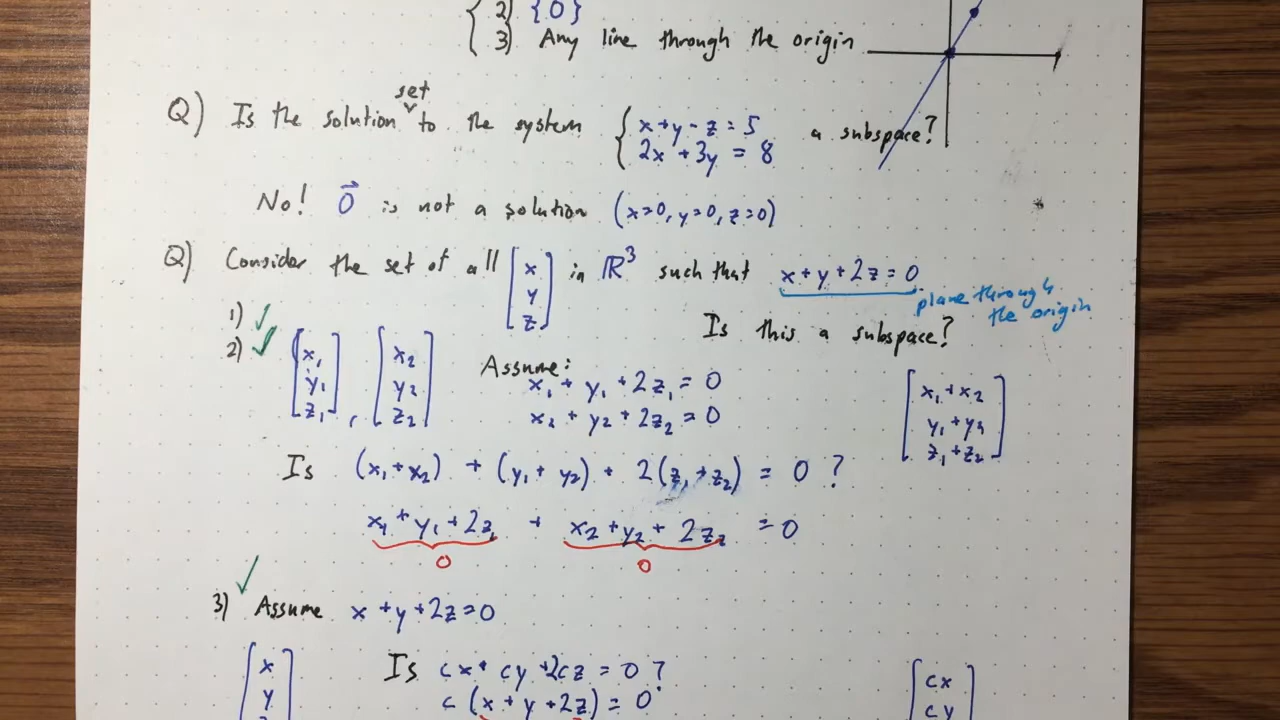 2) {0}
3) Any line through the origin
Q) Is the solution set to the system { x+y-z=5 a subspace?
2x+3y=8
No! 0⃗ is not a solution (x=0, y=0, z=0)
Q) Consider the set of all [x y z] in ℝ³ such that x+y+2z=0
plane through
the origin
Is this a subspace?
1) ✓
2) ✓ [x₁ y₁ z₁], [x₂ y₂ z₂] Assume: x₁+y₁+2z₁=0
x₂+y₂+2z₂=0
[x₁+x₂ y₁+y₂ z₁+z₂]
Is (x₁+x₂) + (y₁+y₂) + 2(z₁+z₂) = 0 ?
x₁+y₁+2z₁ + x₂+y₂+2z₂ = 0
0 0
✓
3) Assume x+y+2z=0
[x y Is cx+cy+2cz=0? [cx cy
c(x+y+2z)=0